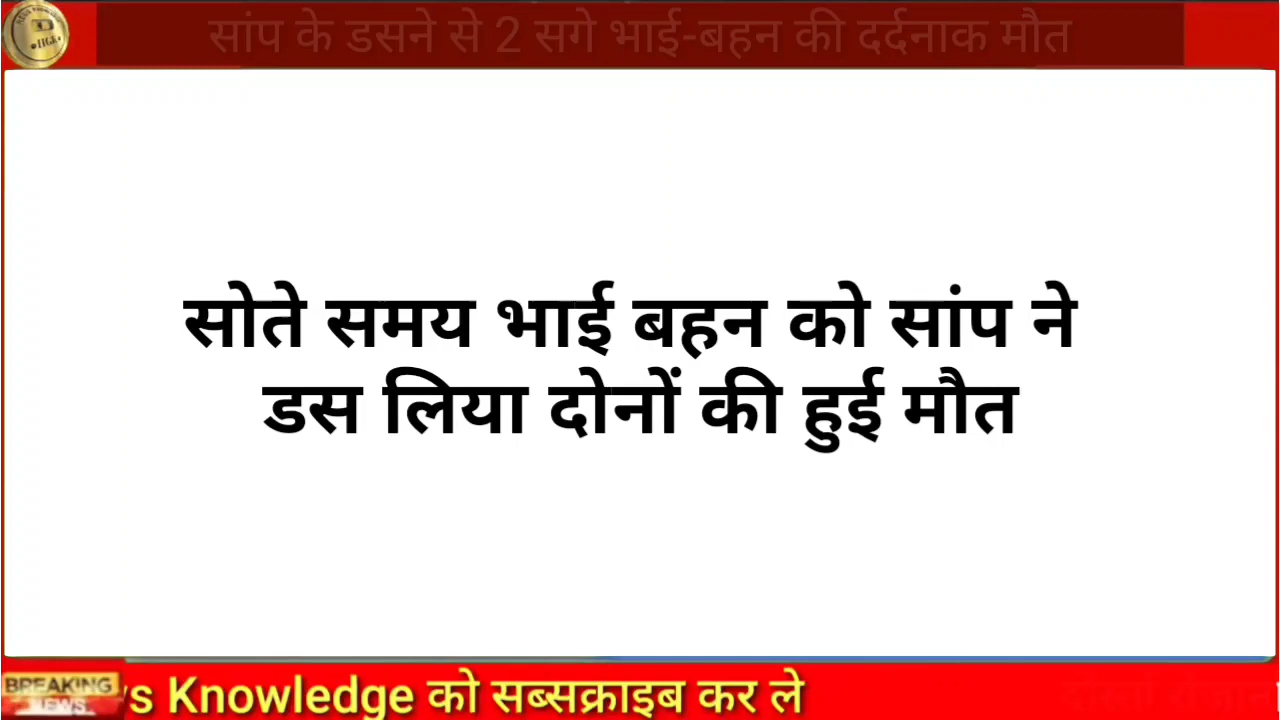 सांप के डसने से 2 सगे भाई-बहन की दर्दनाक मौत
सोते समय भाई बहन को सांप ने
डस लिया दोनों की हुई मौत
BREAKING
NEWS
s Knowledge को सब्सक्राइब कर ले